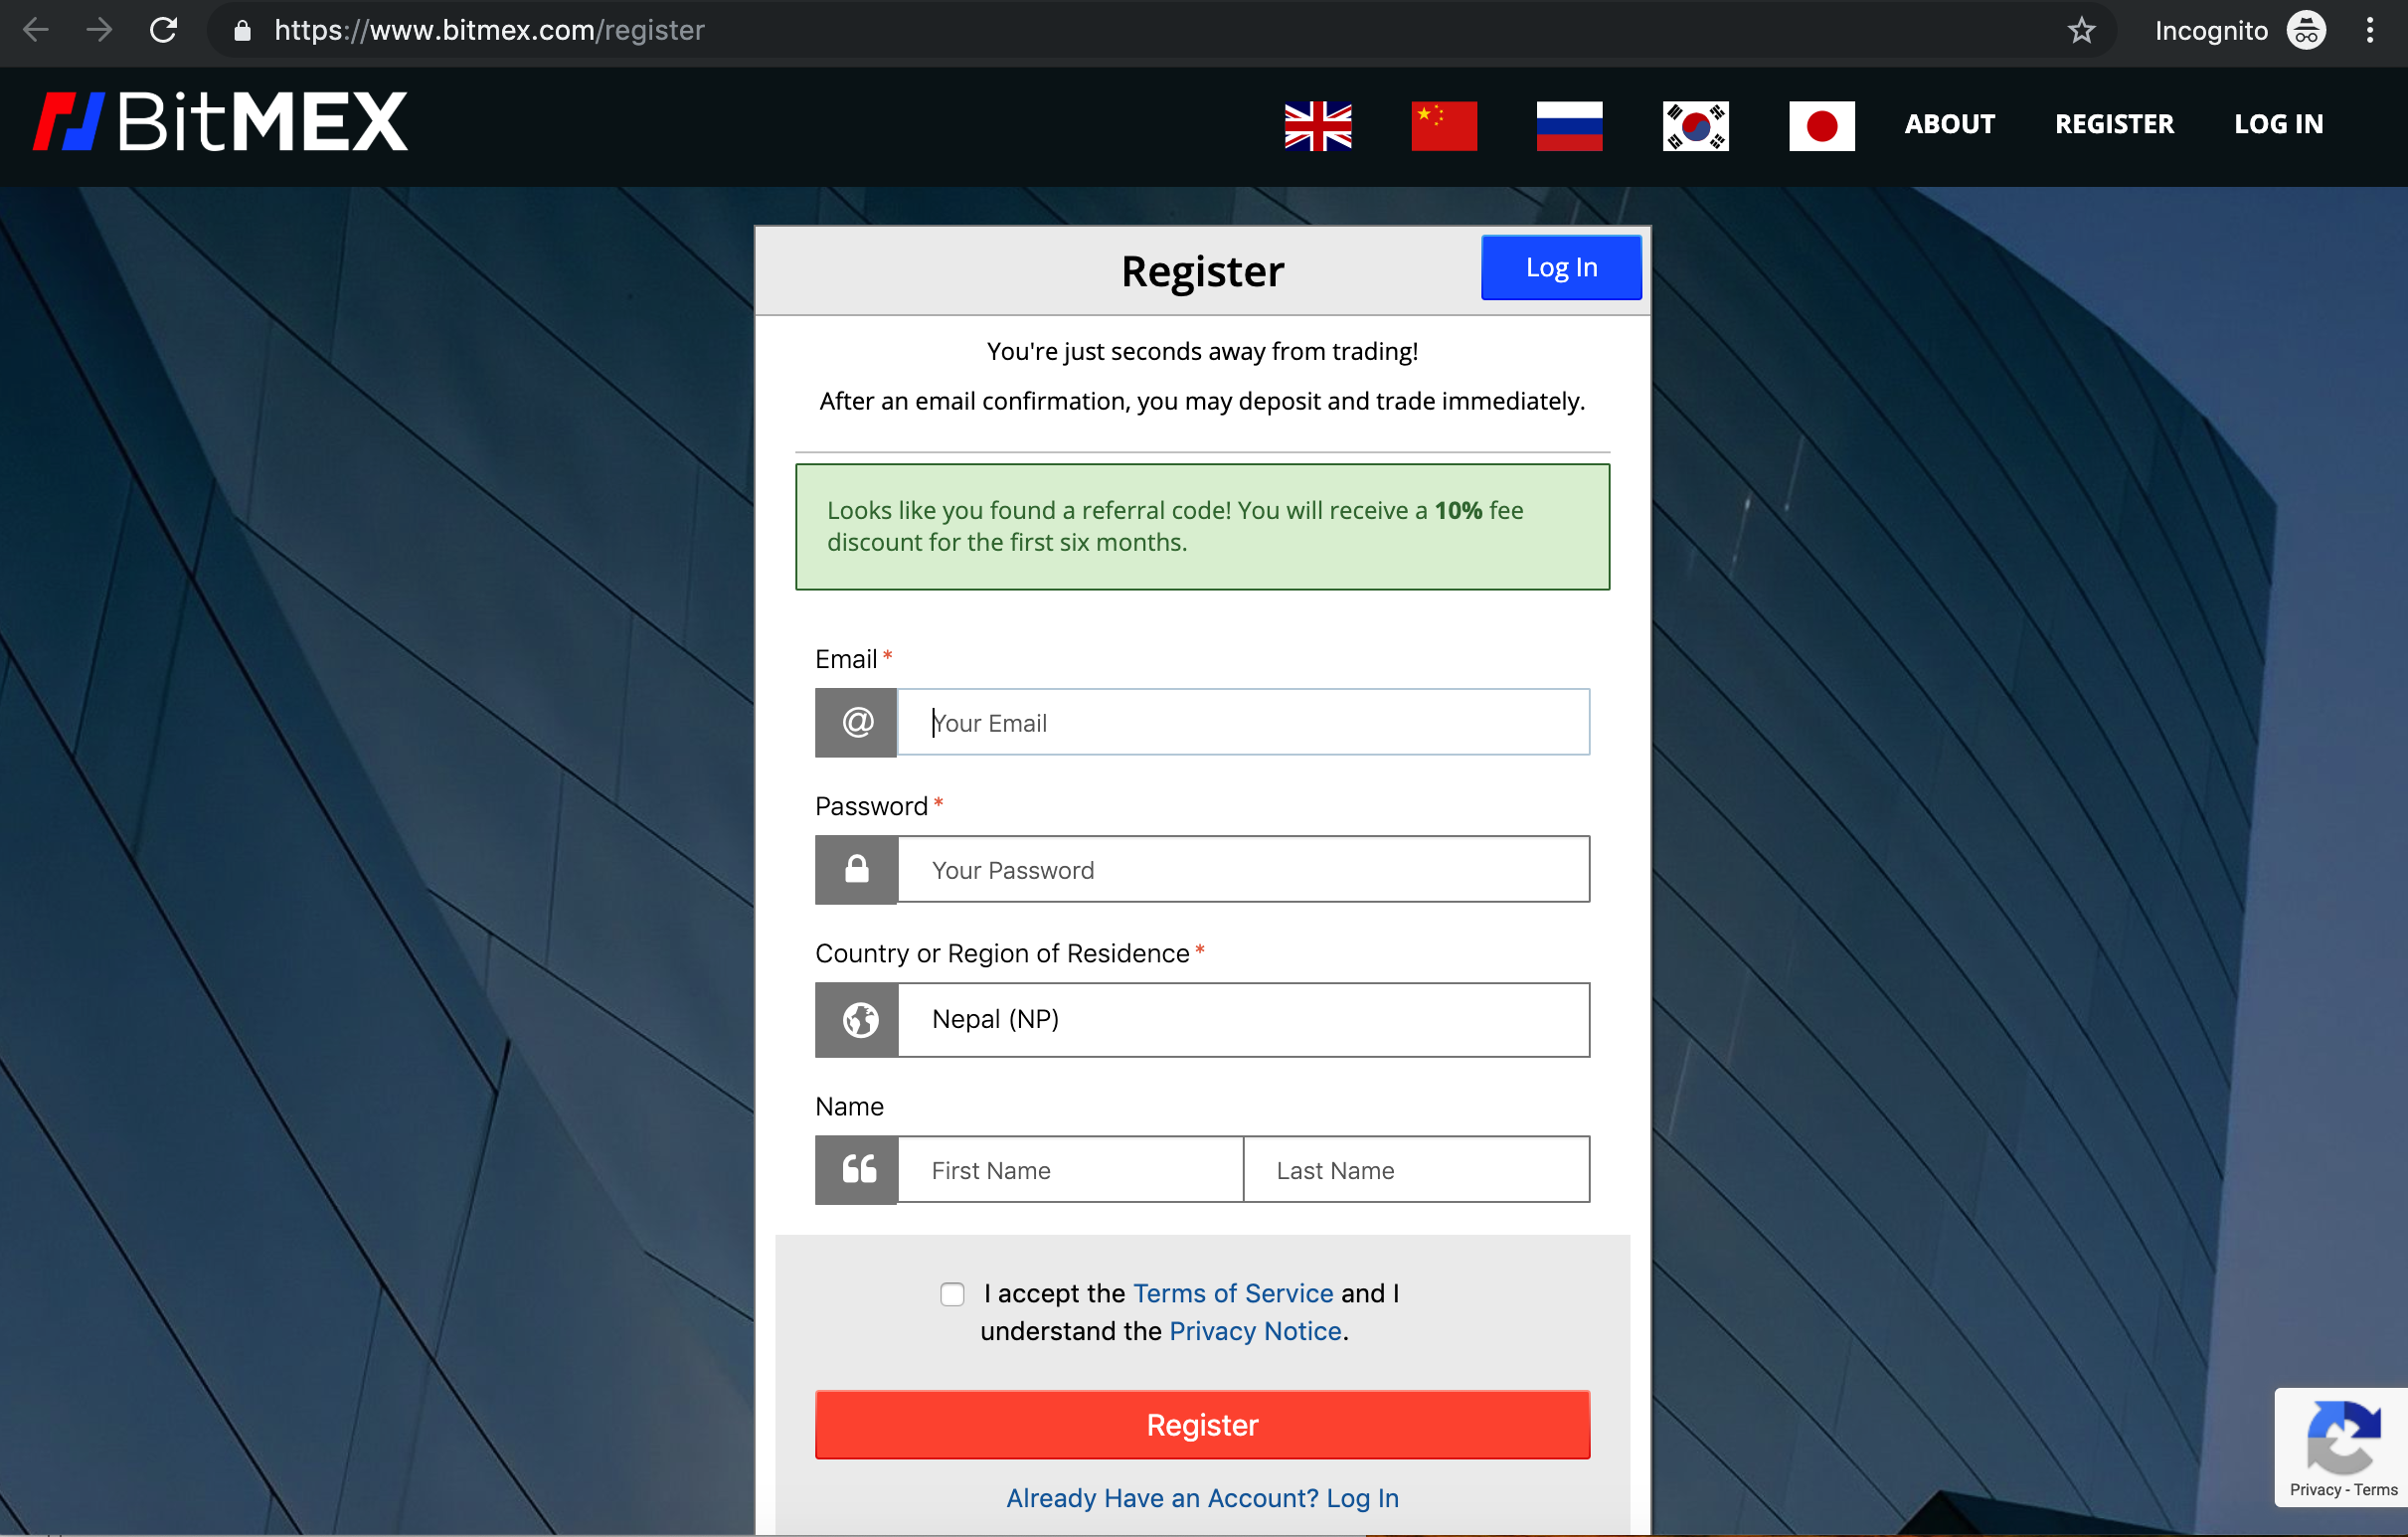 https://www.bitmex.com/register
Incognito
BitMEX
ABOUT
REGISTER
LOG IN
Register
Log In
You're just seconds away from trading!
After an email confirmation, you may deposit and trade immediately.
Looks like you found a referral code! You will receive a 10% fee
discount for the first six months.
Email *
@
Your Email
Password *
Your Password
Country or Region of Residence *
Nepal (NP)
Name
First Name
Last Name
I accept the Terms of Service and I
understand the Privacy Notice.
Register
Already Have an Account? Log In
Privacy - Terms